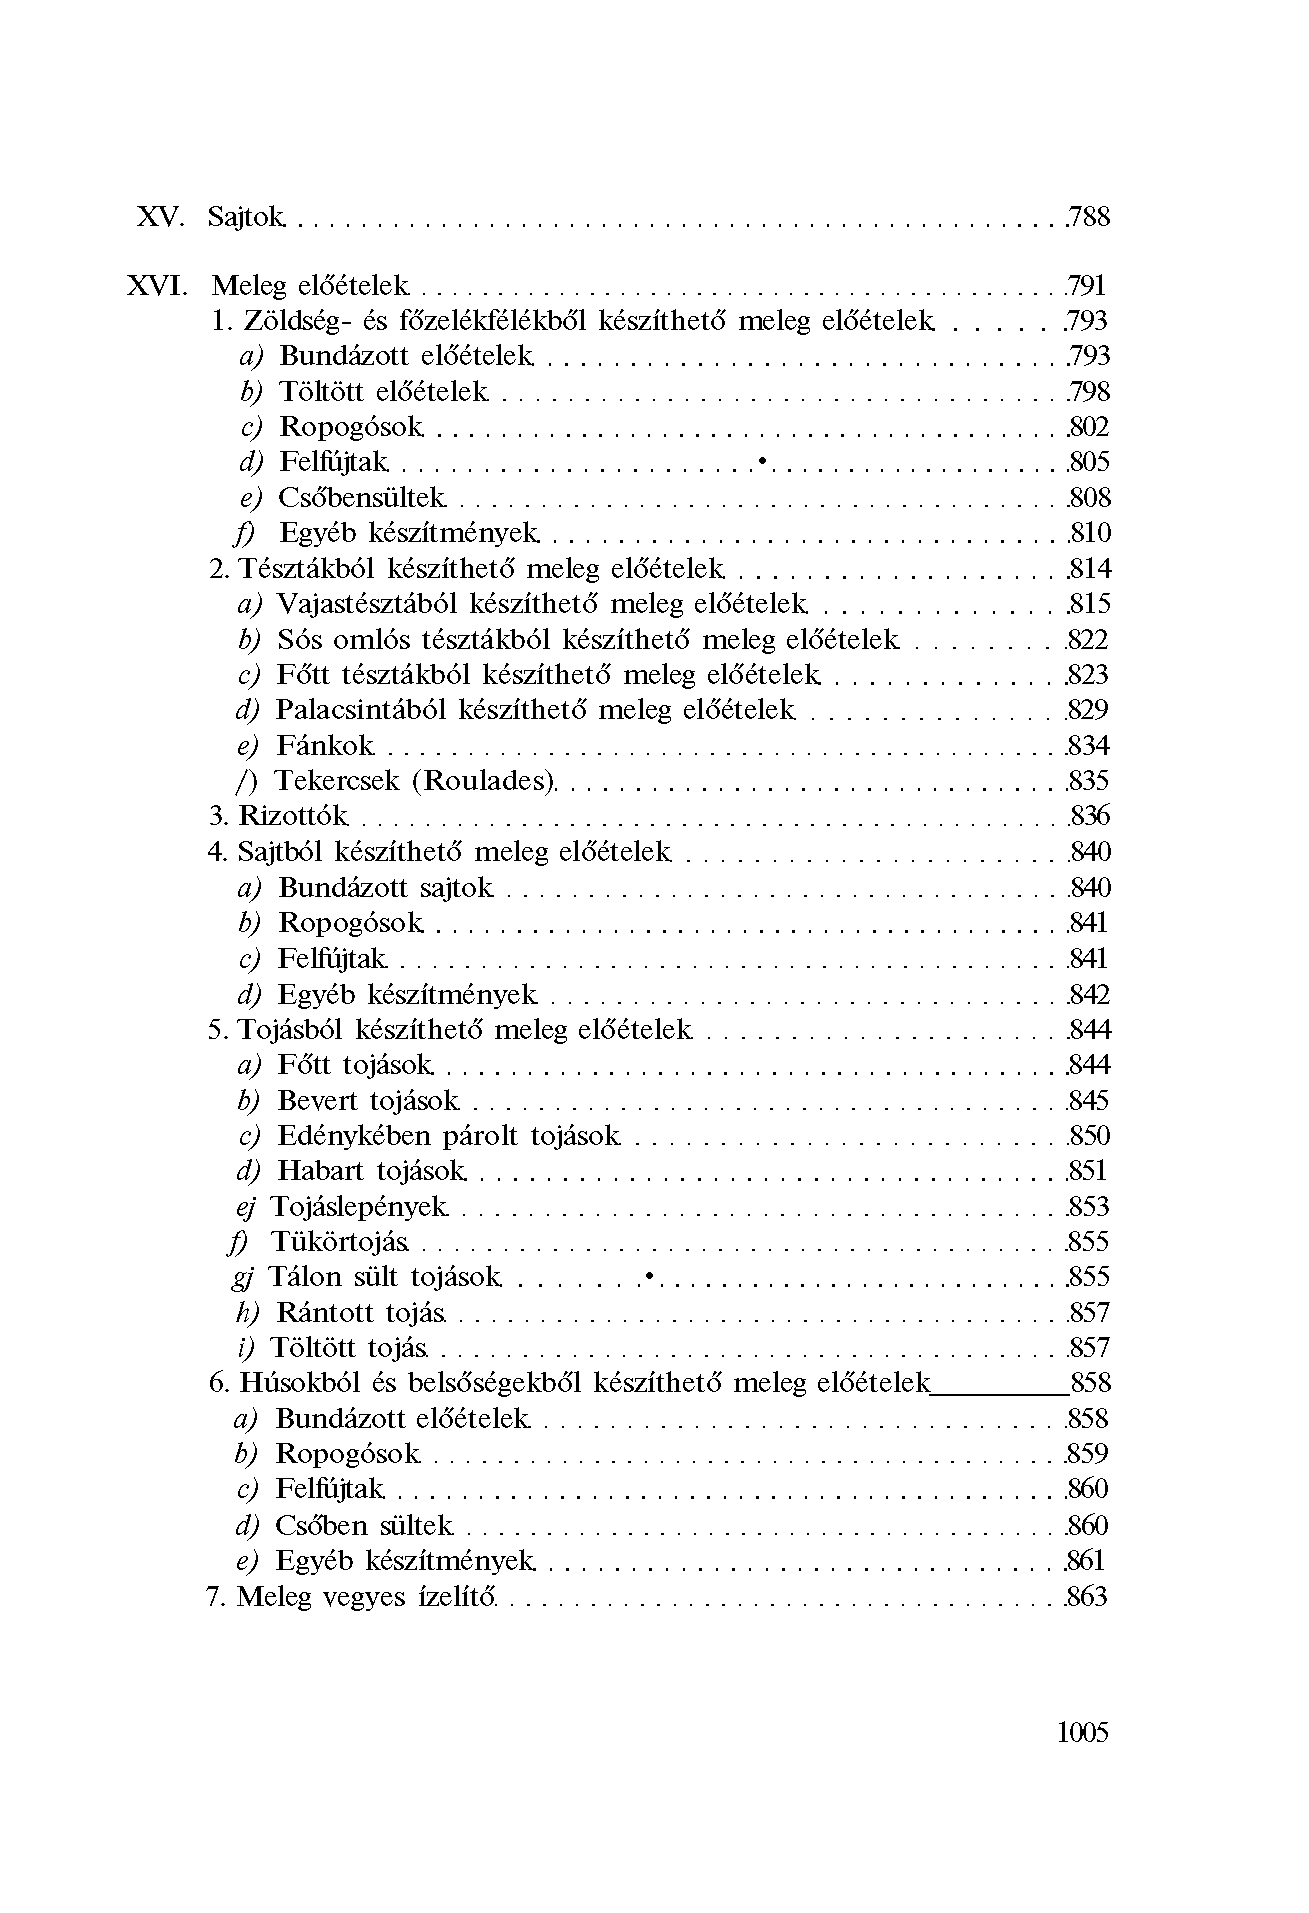 XV. Sajtok. . . . . . . . . . . . . . . . . . . . 788
XVI. Meleg előételek. . . . . . . . . . . . . . . . . . . . 791
1. Zöldség- és főzelékfélékből készíthető meleg előételek. . . . . . . 793
a) Bundázott előételek. . . . . . . . . . . . . . . . . . . . 793
b) Töltött előételek. . . . . . . . . . . . . . . . . . . . 798
c) Ropogósok. . . . . . . . . . . . . . . . . . . . 802
d) Felfújtak. . . . . . . . . . • . . . . . . . . . . 805
e) Csőbensültek. . . . . . . . . . . . . . . . . . . . 808
f) Egyéb készítmények. . . . . . . . . . . . . . . . . . . . 810
2. Tésztákból készíthető meleg előételek. . . . . . . . . . . . . . . 814
a) Vajastésztából készíthető meleg előételek. . . . . . . . . . . . 815
b) Sós omlós tésztákból készíthető meleg előételek. . . . . . . . . 822
c) Főtt tésztákból készíthető meleg előételek. . . . . . . . . . . . 823
d) Palacsintából készíthető meleg előételek. . . . . . . . . . . . 829
e) Fánkok. . . . . . . . . . . . . . . . . . . . 834
/) Tekercsek (Roulades). . . . . . . . . . . . . . . . . . . . 835
3. Rizottók. . . . . . . . . . . . . . . . . . . . 836
4. Sajtból készíthető meleg előételek. . . . . . . . . . . . . . . . 840
a) Bundázott sajtok. . . . . . . . . . . . . . . . . . . . 840
b) Ropogósok. . . . . . . . . . . . . . . . . . . . 841
c) Felfújtak. . . . . . . . . . . . . . . . . . . . 841
d) Egyéb készítmények. . . . . . . . . . . . . . . . . . . . 842
5. Tojásból készíthető meleg előételek. . . . . . . . . . . . . . . . 844
a) Főtt tojások. . . . . . . . . . . . . . . . . . . . 844
b) Bevert tojások. . . . . . . . . . . . . . . . . . . . 845
c) Edénykében párolt tojások. . . . . . . . . . . . . . . . . . . . 850
d) Habart tojások. . . . . . . . . . . . . . . . . . . . 851
ej Tojáslepények. . . . . . . . . . . . . . . . . . . . 853
f) Tükörtojás. . . . . . . . . . . . . . . . . . . . 855
gj Tálon sült tojások. . . . . . . . • . . . . . . . . . . . . 855
h) Rántott tojás. . . . . . . . . . . . . . . . . . . . 857
i) Töltött tojás. . . . . . . . . . . . . . . . . . . . 857
6. Húsokból és belsőségekből készíthető meleg előételek__________858
a) Bundázott előételek. . . . . . . . . . . . . . . . . . . . 858
b) Ropogósok. . . . . . . . . . . . . . . . . . . . 859
c) Felfújtak. . . . . . . . . . . . . . . . . . . . 860
d) Csőben sültek. . . . . . . . . . . . . . . . . . . . 860
e) Egyéb készítmények. . . . . . . . . . . . . . . . . . . . 861
7. Meleg vegyes ízelítő. . . . . . . . . . . . . . . . . . . . 863
1005